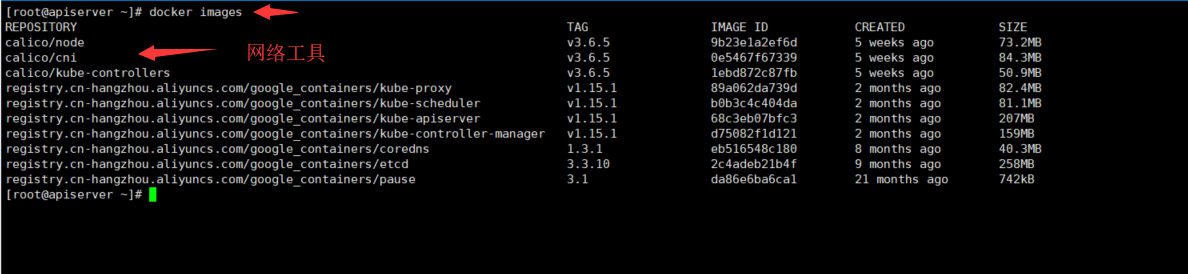 [root@apiserver ~]# docker images
REPOSITORY TAG IMAGE ID CREATED SIZE
calico/node v3.6.5 9b23e1a2ef6d 5 weeks ago 73.2MB
calico/cni v3.6.5 0e5467f67339 5 weeks ago 84.3MB
网络工具
calico/kube-controllers v3.6.5 1ebd872c87fb 5 weeks ago 50.9MB
registry.cn-hangzhou.aliyuncs.com/google_containers/kube-proxy v1.15.1 89a062da739d 2 months ago 82.4MB
registry.cn-hangzhou.aliyuncs.com/google_containers/kube-scheduler v1.15.1 b0b3c4c404da 2 months ago 81.1MB
registry.cn-hangzhou.aliyuncs.com/google_containers/kube-apiserver v1.15.1 68c3eb07bfc3 2 months ago 207MB
registry.cn-hangzhou.aliyuncs.com/google_containers/kube-controller-manager v1.15.1 d75082f1d121 2 months ago 159MB
registry.cn-hangzhou.aliyuncs.com/google_containers/coredns 1.3.1 eb516548c180 8 months ago 40.3MB
registry.cn-hangzhou.aliyuncs.com/google_containers/etcd 3.3.10 2c4adeb21b4f 9 months ago 258MB
registry.cn-hangzhou.aliyuncs.com/google_containers/pause 3.1 da86e6ba6ca1 21 months ago 742kB
[root@apiserver ~]#